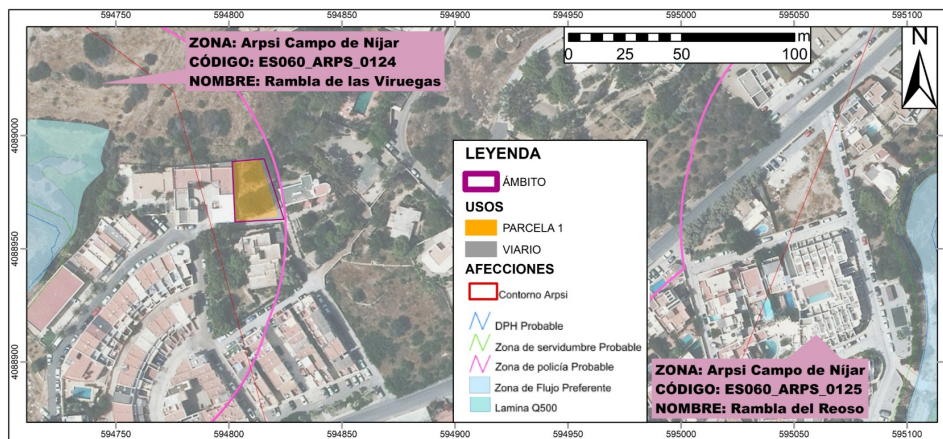 594750 594800 594850 594900 594950 595000 595050 595100
ZONA: Arpsi Campo de Níjar
CÓDIGO: ES060_ARPS_0124
NOMBRE: Rambla de las Viruegas
0 25 50 100 m
N
4089000 4089000
4088950 4088950
4088900 4088900
LEYENDA
ÁMBITO
USOS
PARCELA 1
VIARIO
AFECCIONES
Contorno Arpsi
DPH Probable
Zona de servidumbre Probable
Zona de policía Probable
Zona de Flujo Preferente
Lamina Q500
ZONA: Arpsi Campo de Níjar
CÓDIGO: ES060_ARPS_0125
NOMBRE: Rambla del Reoso
594750 594800 594850 594900 594950 595000 595050 595100